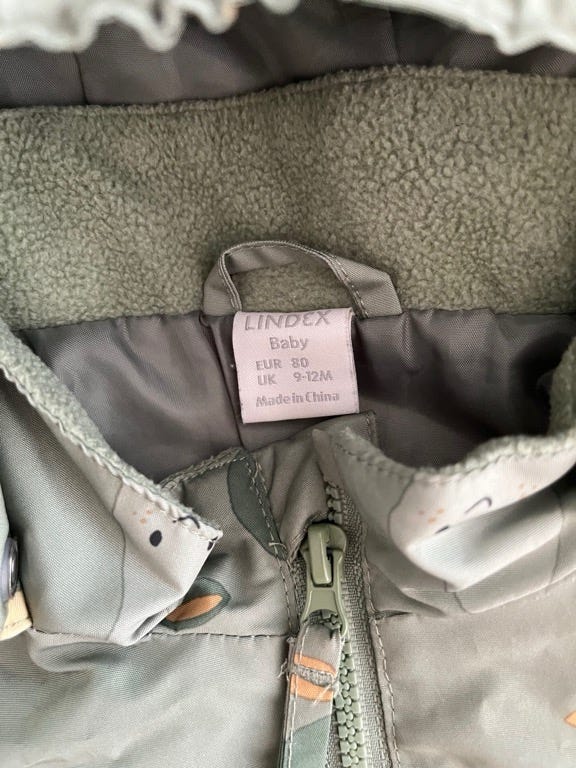 LINDEX
Baby
EUR 80
UK 9-12M
Made in China